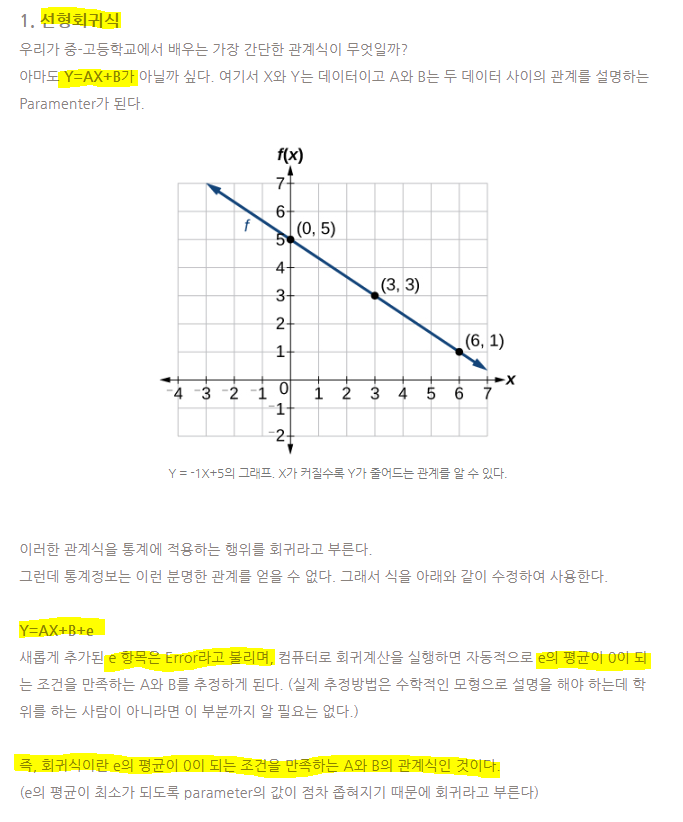 1. 선형회귀식
우리가 중-고등학교에서 배우는 가장 간단한 관계식이 무엇일까?
아마도 Y=AX+B가 아닐까 싶다. 여기서 X와 Y는 데이터이고 A와 B는 두 데이터 사이의 관계를 설명하는
Paramenter가 된다.
f(x)
7
6
f
(0, 5)
5
4
(3, 3)
3
2
(6, 1)
1
x
-4 -3 -2 -1 0 1 2 3 4 5 6 7
-1
-2
Y = -1X+5의 그래프. X가 커질수록 Y가 줄어드는 관계를 알 수 있다.
이러한 관계식을 통계에 적용하는 행위를 회귀라고 부른다.
그런데 통계정보는 이런 분명한 관계를 얻을 수 없다. 그래서 식을 아래와 같이 수정하여 사용한다.
Y=AX+B+e
새롭게 추가된 e 항목은 Error라고 불리며, 컴퓨터로 회귀계산을 실행하면 자동적으로 e의 평균이 0이 되
는 조건을 만족하는 A와 B를 추정하게 된다. (실제 추정방법은 수학적인 모형으로 설명을 해야 하는데 학
위를 하는 사람이 아니라면 이 부분까지 알 필요는 없다.)
즉, 회귀식이란 e의 평균이 0이 되는 조건을 만족하는 A와 B의 관계식인 것이다.
(e의 평균이 최소가 되도록 parameter의 값이 점차 좁혀지기 때문에 회귀라고 부른다)